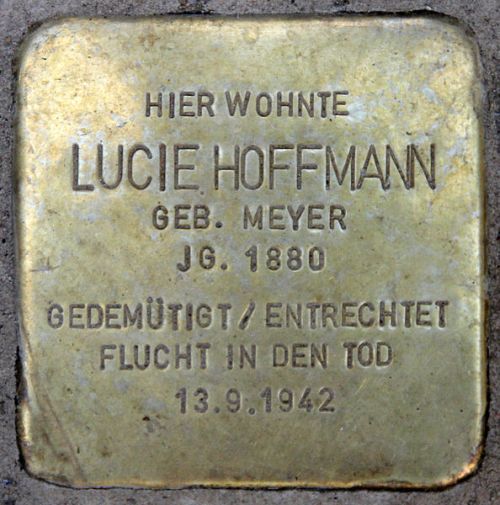 HIER WOHNTE
LUCIE HOFFMANN
GEB. MEYER
JG. 1880
GEDEMÜTIGT / ENTRECHTET
FLUCHT IN DEN TOD
13.9.1942